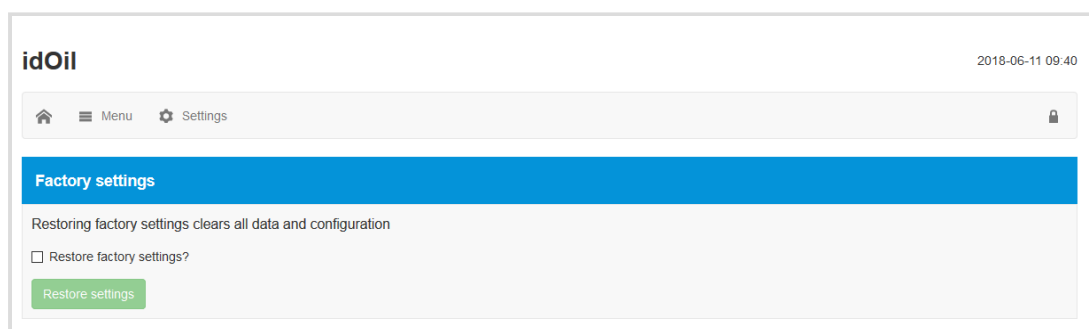 idOil
2018-06-11 09:40
Menu Settings
Factory settings
Restoring factory settings clears all data and configuration
Restore factory settings?
Restore settings